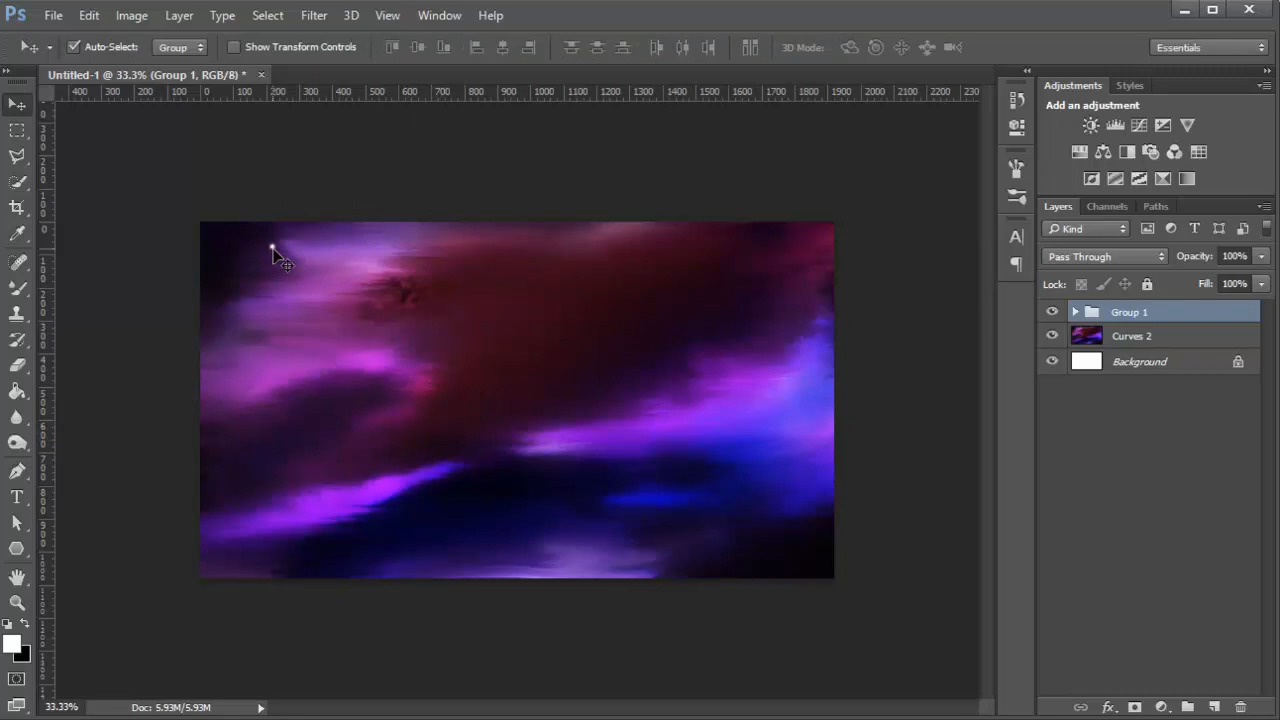 Ps File Edit Image Layer Type Select Filter 3D View Window Help
Auto-Select: Group Show Transform Controls 3D Mode: Essentials
Untitled-1 @ 33.3% (Group 1, RGB/8) * ×
400 300 200 100 0 100 200 300 400 500 600 700 800 900 1000 1100 1200 1300 1400 1500 1600 1700 1800 1900 2000 2100 2200 230
Adjustments Styles
Add an adjustment
Layers Channels Paths
Kind T
Pass Through Opacity: 100%
Lock: Fill: 100%
Group 1
Curves 2
Background
A
T
33.33% Doc: 5.93M/5.93M
fx